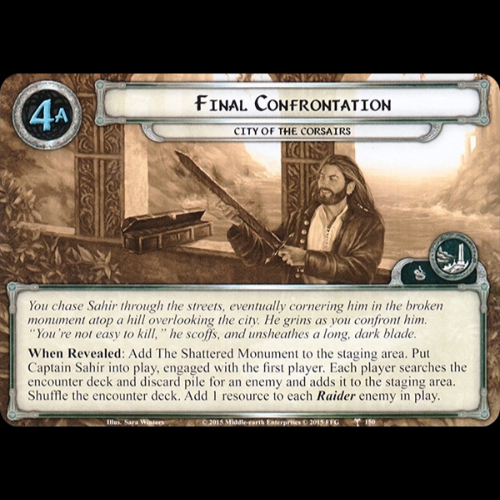 4A
FINAL CONFRONTATION
CITY OF THE CORSAIRS
You chase Sahir through the streets, eventually cornering him in the broken
monument atop a hill overlooking the city. He grins as you confront him.
“You’re not easy to kill,” he scoffs, and unsheathes a long, dark blade.
When Revealed: Add The Shattered Monument to the staging area. Put
Captain Sahir into play, engaged with the first player. Each player searches the
encounter deck and discard pile for an enemy and adds it to the staging area.
Shuffle the encounter deck. Add 1 resource to each Raider enemy in play.
Illus. Sara Winters © 2015 Middle-earth Enterprises © 2015 FFG 150